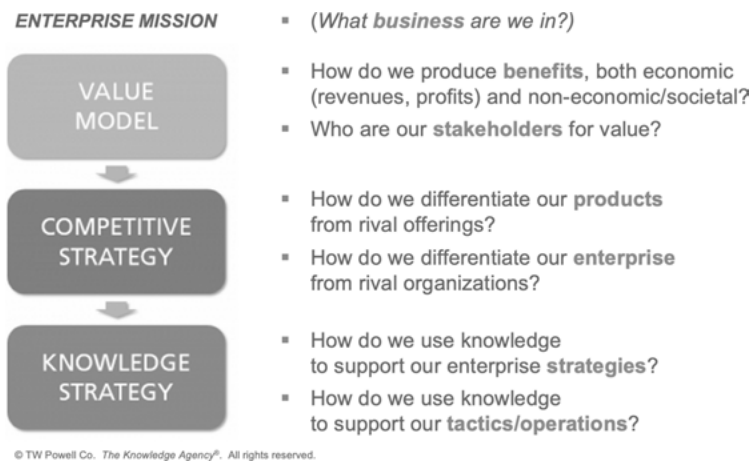 ENTERPRISE MISSION
▪ (What business are we in?)
VALUE
MODEL
▪ How do we produce benefits, both economic
(revenues, profits) and non-economic/societal?
▪ Who are our stakeholders for value?
COMPETITIVE
STRATEGY
▪ How do we differentiate our products
from rival offerings?
▪ How do we differentiate our enterprise
from rival organizations?
KNOWLEDGE
STRATEGY
▪ How do we use knowledge
to support our enterprise strategies?
▪ How do we use knowledge
to support our tactics/operations?
© TW Powell Co. The Knowledge Agency®. All rights reserved.